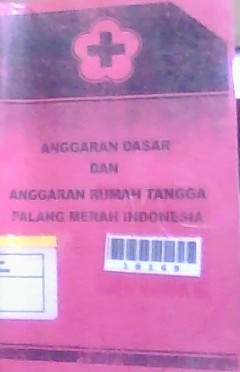 ANGGARAN DASAR
DAN
ANGGARAN RUMAH TANGGA
PALANG MERAH INDONESIA